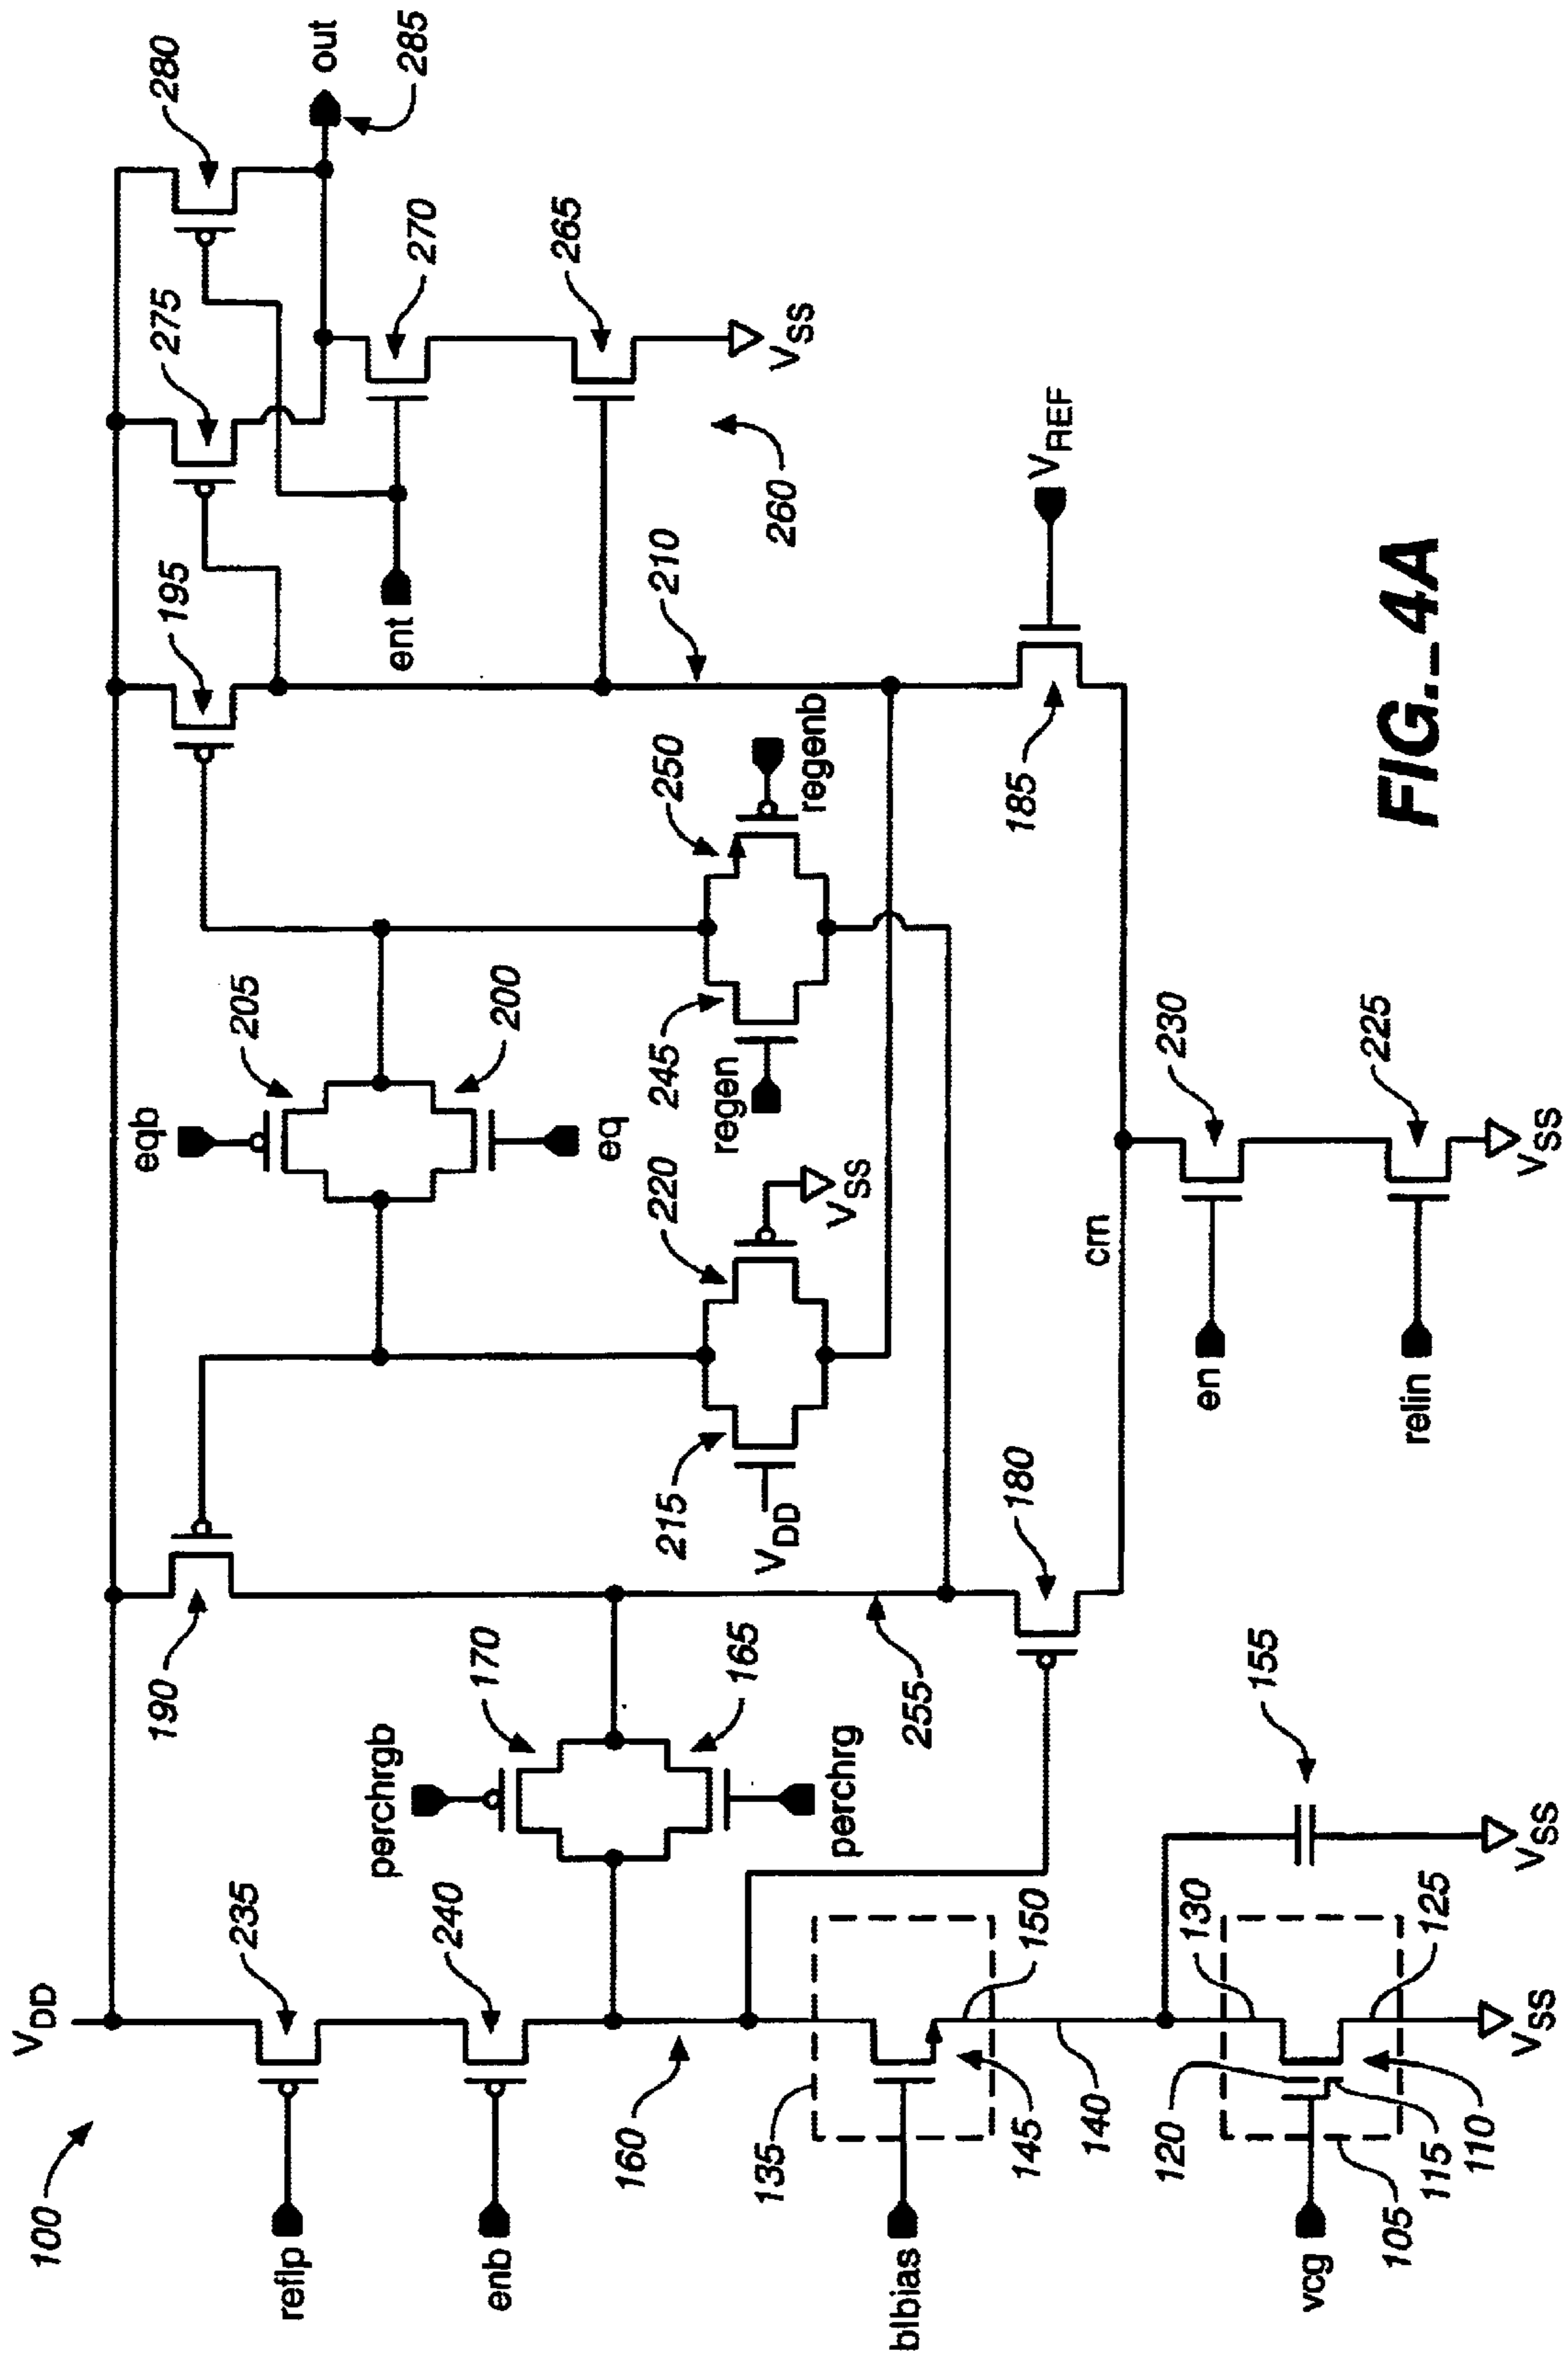 100
VDD
reflp
235
190
eqb
205
195
275
280
out
285
perchrgb
170
enb
240
200
eq
ent
270
165
perchrg
160
215
VDD
220
VSS
245
regen
250
regenb
210
265
260
VSS
135
blbias
145
150
255
180
185
VREF
140
cm
120
130
155
en
230
vcg
105
115
110
125
VSS
VSS
relin
225
VSS
FIG._4A